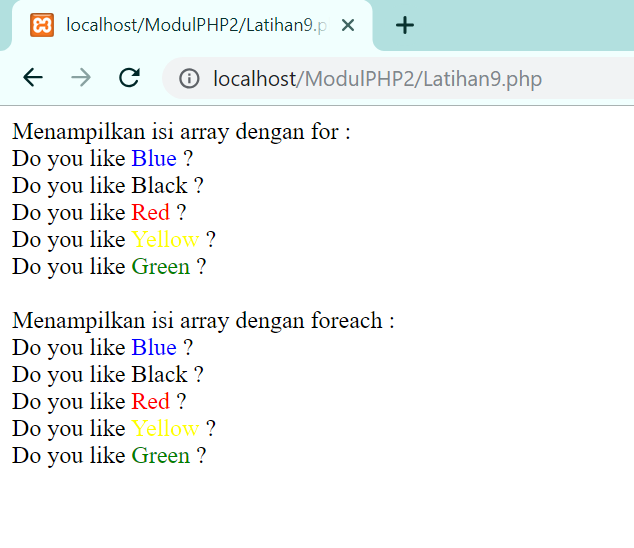 localhost/ModulPHP2/Latihan9.p
localhost/ModulPHP2/Latihan9.php
Menampilkan isi array dengan for :
Do you like Blue ?
Do you like Black ?
Do you like Red ?
Do you like Yellow ?
Do you like Green ?
Menampilkan isi array dengan foreach :
Do you like Blue ?
Do you like Black ?
Do you like Red ?
Do you like Yellow ?
Do you like Green ?